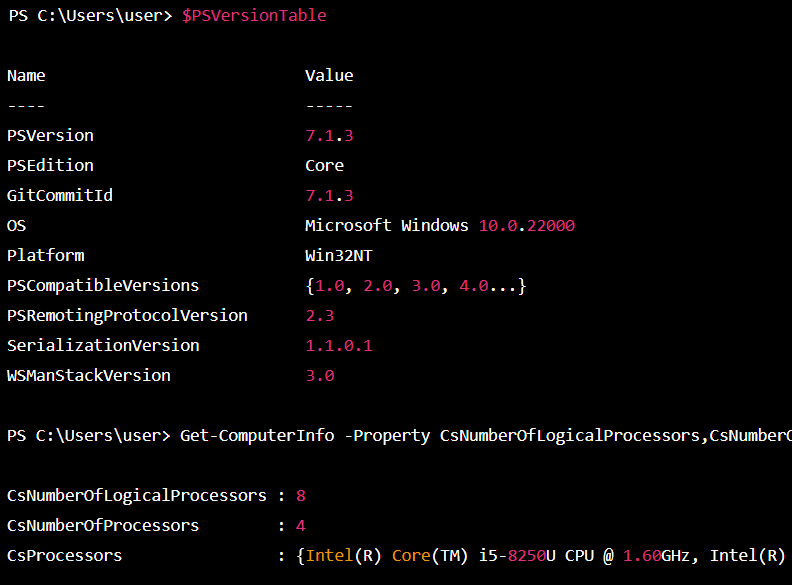 PS C:\Users\user> $PSVersionTable
Name Value
---- -----
PSVersion 7.1.3
PSEdition Core
GitCommitId 7.1.3
OS Microsoft Windows 10.0.22000
Platform Win32NT
PSCompatibleVersions {1.0, 2.0, 3.0, 4.0...}
PSRemotingProtocolVersion 2.3
SerializationVersion 1.1.0.1
WSManStackVersion 3.0
PS C:\Users\user> Get-ComputerInfo -Property CsNumberOfLogicalProcessors,CsNumberO
CsNumberOfLogicalProcessors : 8
CsNumberOfProcessors : 4
CsProcessors : {Intel(R) Core(TM) i5-8250U CPU @ 1.60GHz, Intel(R)